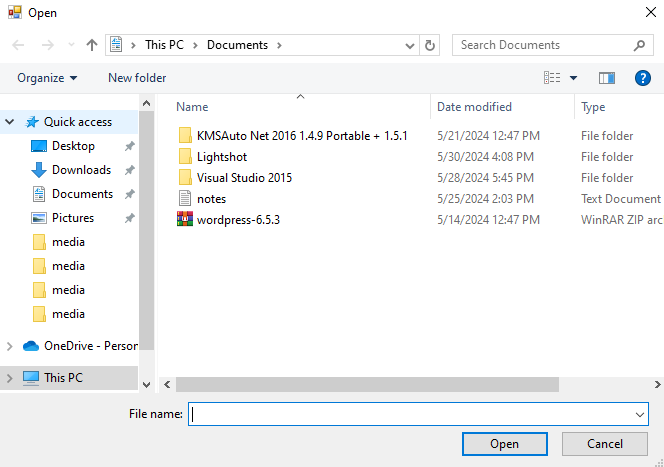 Open
This PC > Documents >
Search Documents
Organize
New folder
Name
Date modified
Type
Quick access
Desktop
Downloads
Documents
Pictures
media
media
media
media
OneDrive - Person
This PC
KMSAuto Net 2016 1.4.9 Portable + 1.5.1 5/21/2024 12:47 PM File folder
Lightshot 5/30/2024 4:08 PM File folder
Visual Studio 2015 5/28/2024 5:45 PM File folder
notes 5/25/2024 2:03 PM Text Document
wordpress-6.5.3 5/14/2024 12:47 PM WinRAR ZIP arc
File name:
Open
Cancel